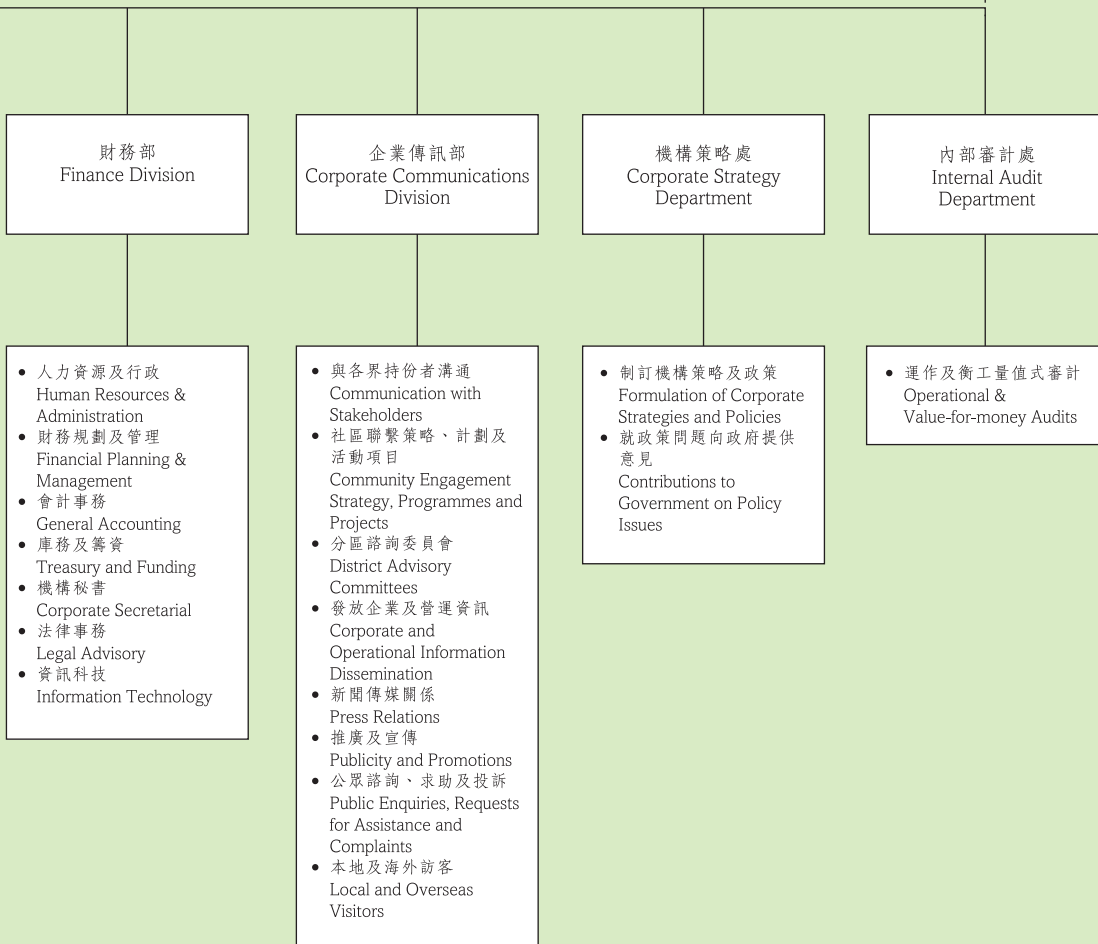 財務部
Finance Division
企業傳訊部
Corporate Communications
Division
機構策略處
Corporate Strategy
Department
內部審計處
Internal Audit
Department
• 人力資源及行政
Human Resources &
Administration
• 財務規劃及管理
Financial Planning &
Management
• 會計事務
General Accounting
• 庫務及籌資
Treasury and Funding
• 機構秘書
Corporate Secretarial
• 法律事務
Legal Advisory
• 資訊科技
Information Technology
• 與各界持份者溝通
Communication with
Stakeholders
• 社區聯繫策略、計劃及
活動項目
Community Engagement
Strategy, Programmes and
Projects
• 分區諮詢委員會
District Advisory
Committees
• 發放企業及營運資訊
Corporate and
Operational Information
Dissemination
• 新聞傳媒關係
Press Relations
• 推廣及宣傳
Publicity and Promotions
• 公眾諮詢、求助及投訴
Public Enquiries, Requests
for Assistance and
Complaints
• 本地及海外訪客
Local and Overseas
Visitors
• 制訂機構策略及政策
Formulation of Corporate
Strategies and Policies
• 就政策問題向政府提供
意見
Contributions to
Government on Policy
Issues
• 運作及衡工量值式審計
Operational &
Value-for-money Audits